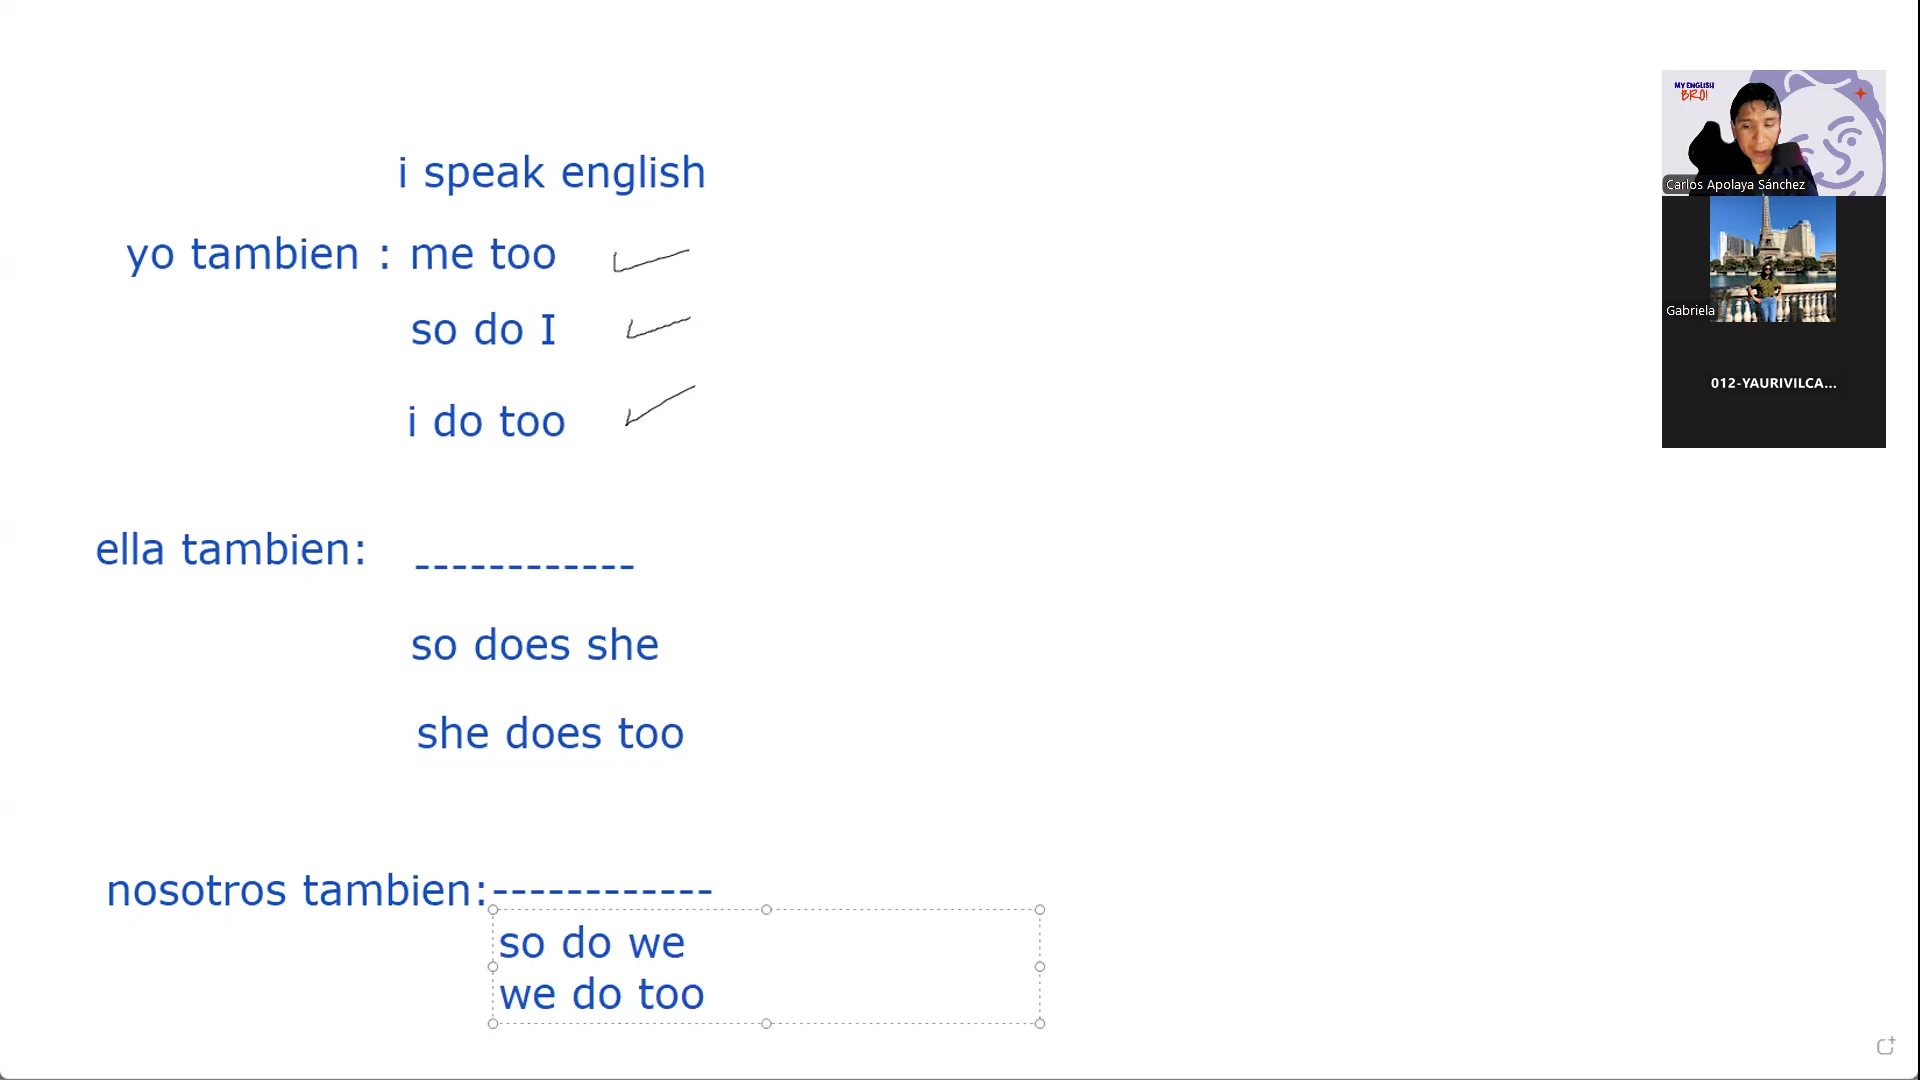 i speak english
yo tambien : me too
so do I
i do too
ella tambien: ------------
so does she
she does too
nosotros tambien:------------
so do we
we do too
MY ENGLISH
BRO!
Carlos Apolaya Sánchez
Gabriela
012-YAURIVILCA...